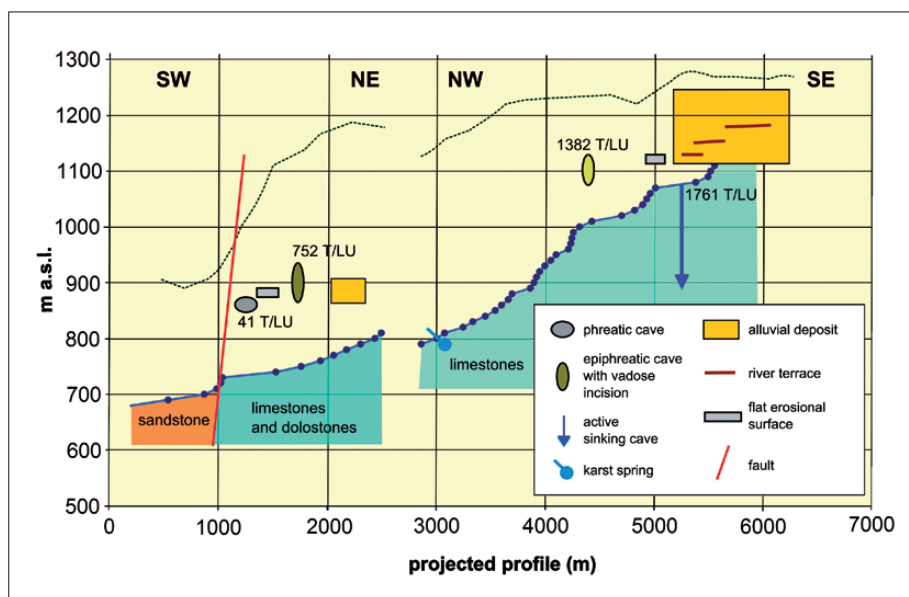 1300
1200
1100
1000
900
800
700
600
500
m a.s.l.
SW
NE
NW
SE
1382 T/LU
1761 T/LU
752 T/LU
41 T/LU
sandstone
limestones
and dolostones
limestones
phreatic cave
epiphreatic cave
with vadose
incision
active
sinking cave
karst spring
alluvial deposit
river terrace
flat erosional
surface
fault
0
1000
2000
3000
4000
5000
6000
7000
projected profile (m)